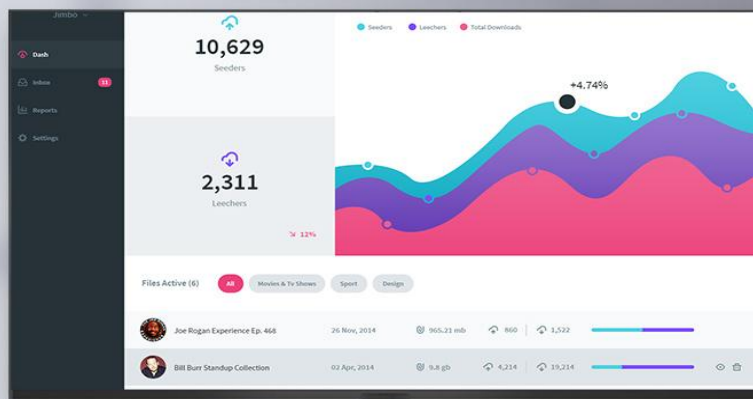 Jimbo
Dash
Inbox 11
Reports
Settings
10,629
Seeders
2,311
Leechers
12%
Seeders Leechers Total Downloads
+4.74%
Files Active (6) All Movies & Tv Shows Sport Design
Joe Rogan Experience Ep. 468 26 Nov, 2014 965.21 mb 860 1,522
Bill Burr Standup Collection 02 Apr, 2014 9.8 gb 4,214 19,214